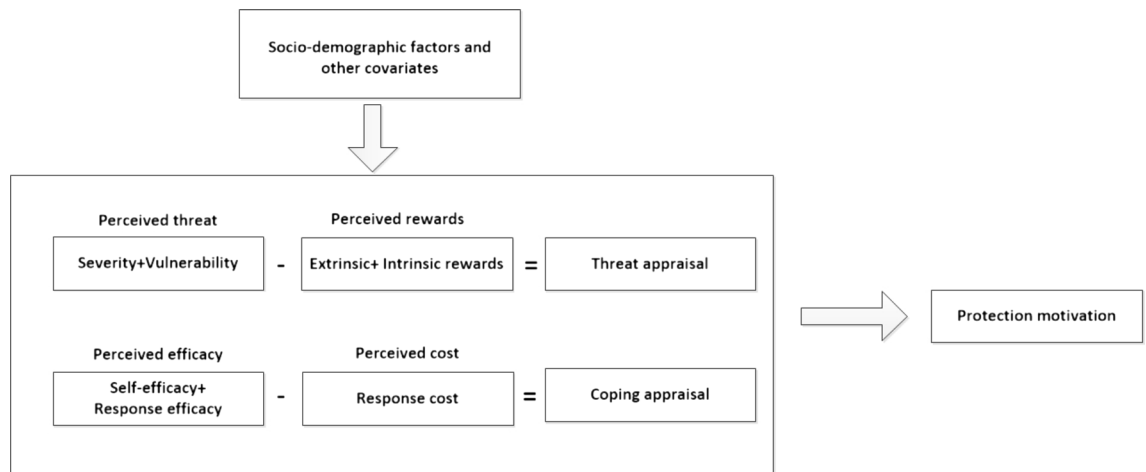 Socio-demographic factors and
other covariates
Perceived threat
Perceived rewards
Severity+Vulnerability
-
Extrinsic+ Intrinsic rewards
=
Threat appraisal
Protection motivation
Perceived efficacy
Perceived cost
Self-efficacy+
Response efficacy
-
Response cost
=
Coping appraisal